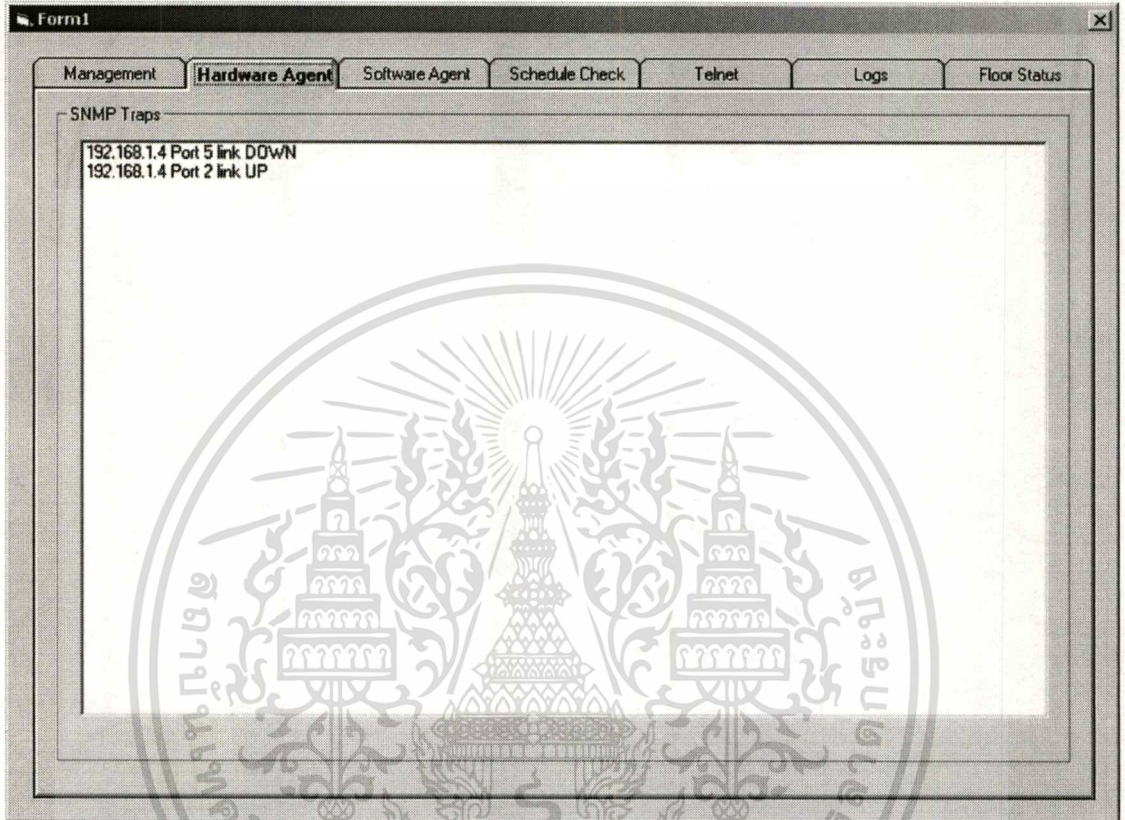 Form1
Management Hardware Agent Software Agent Schedule Check Telnet Logs Floor Status
SNMP Traps
192.168.1.4 Port 5 link DOWN
192.168.1.4 Port 2 link UP